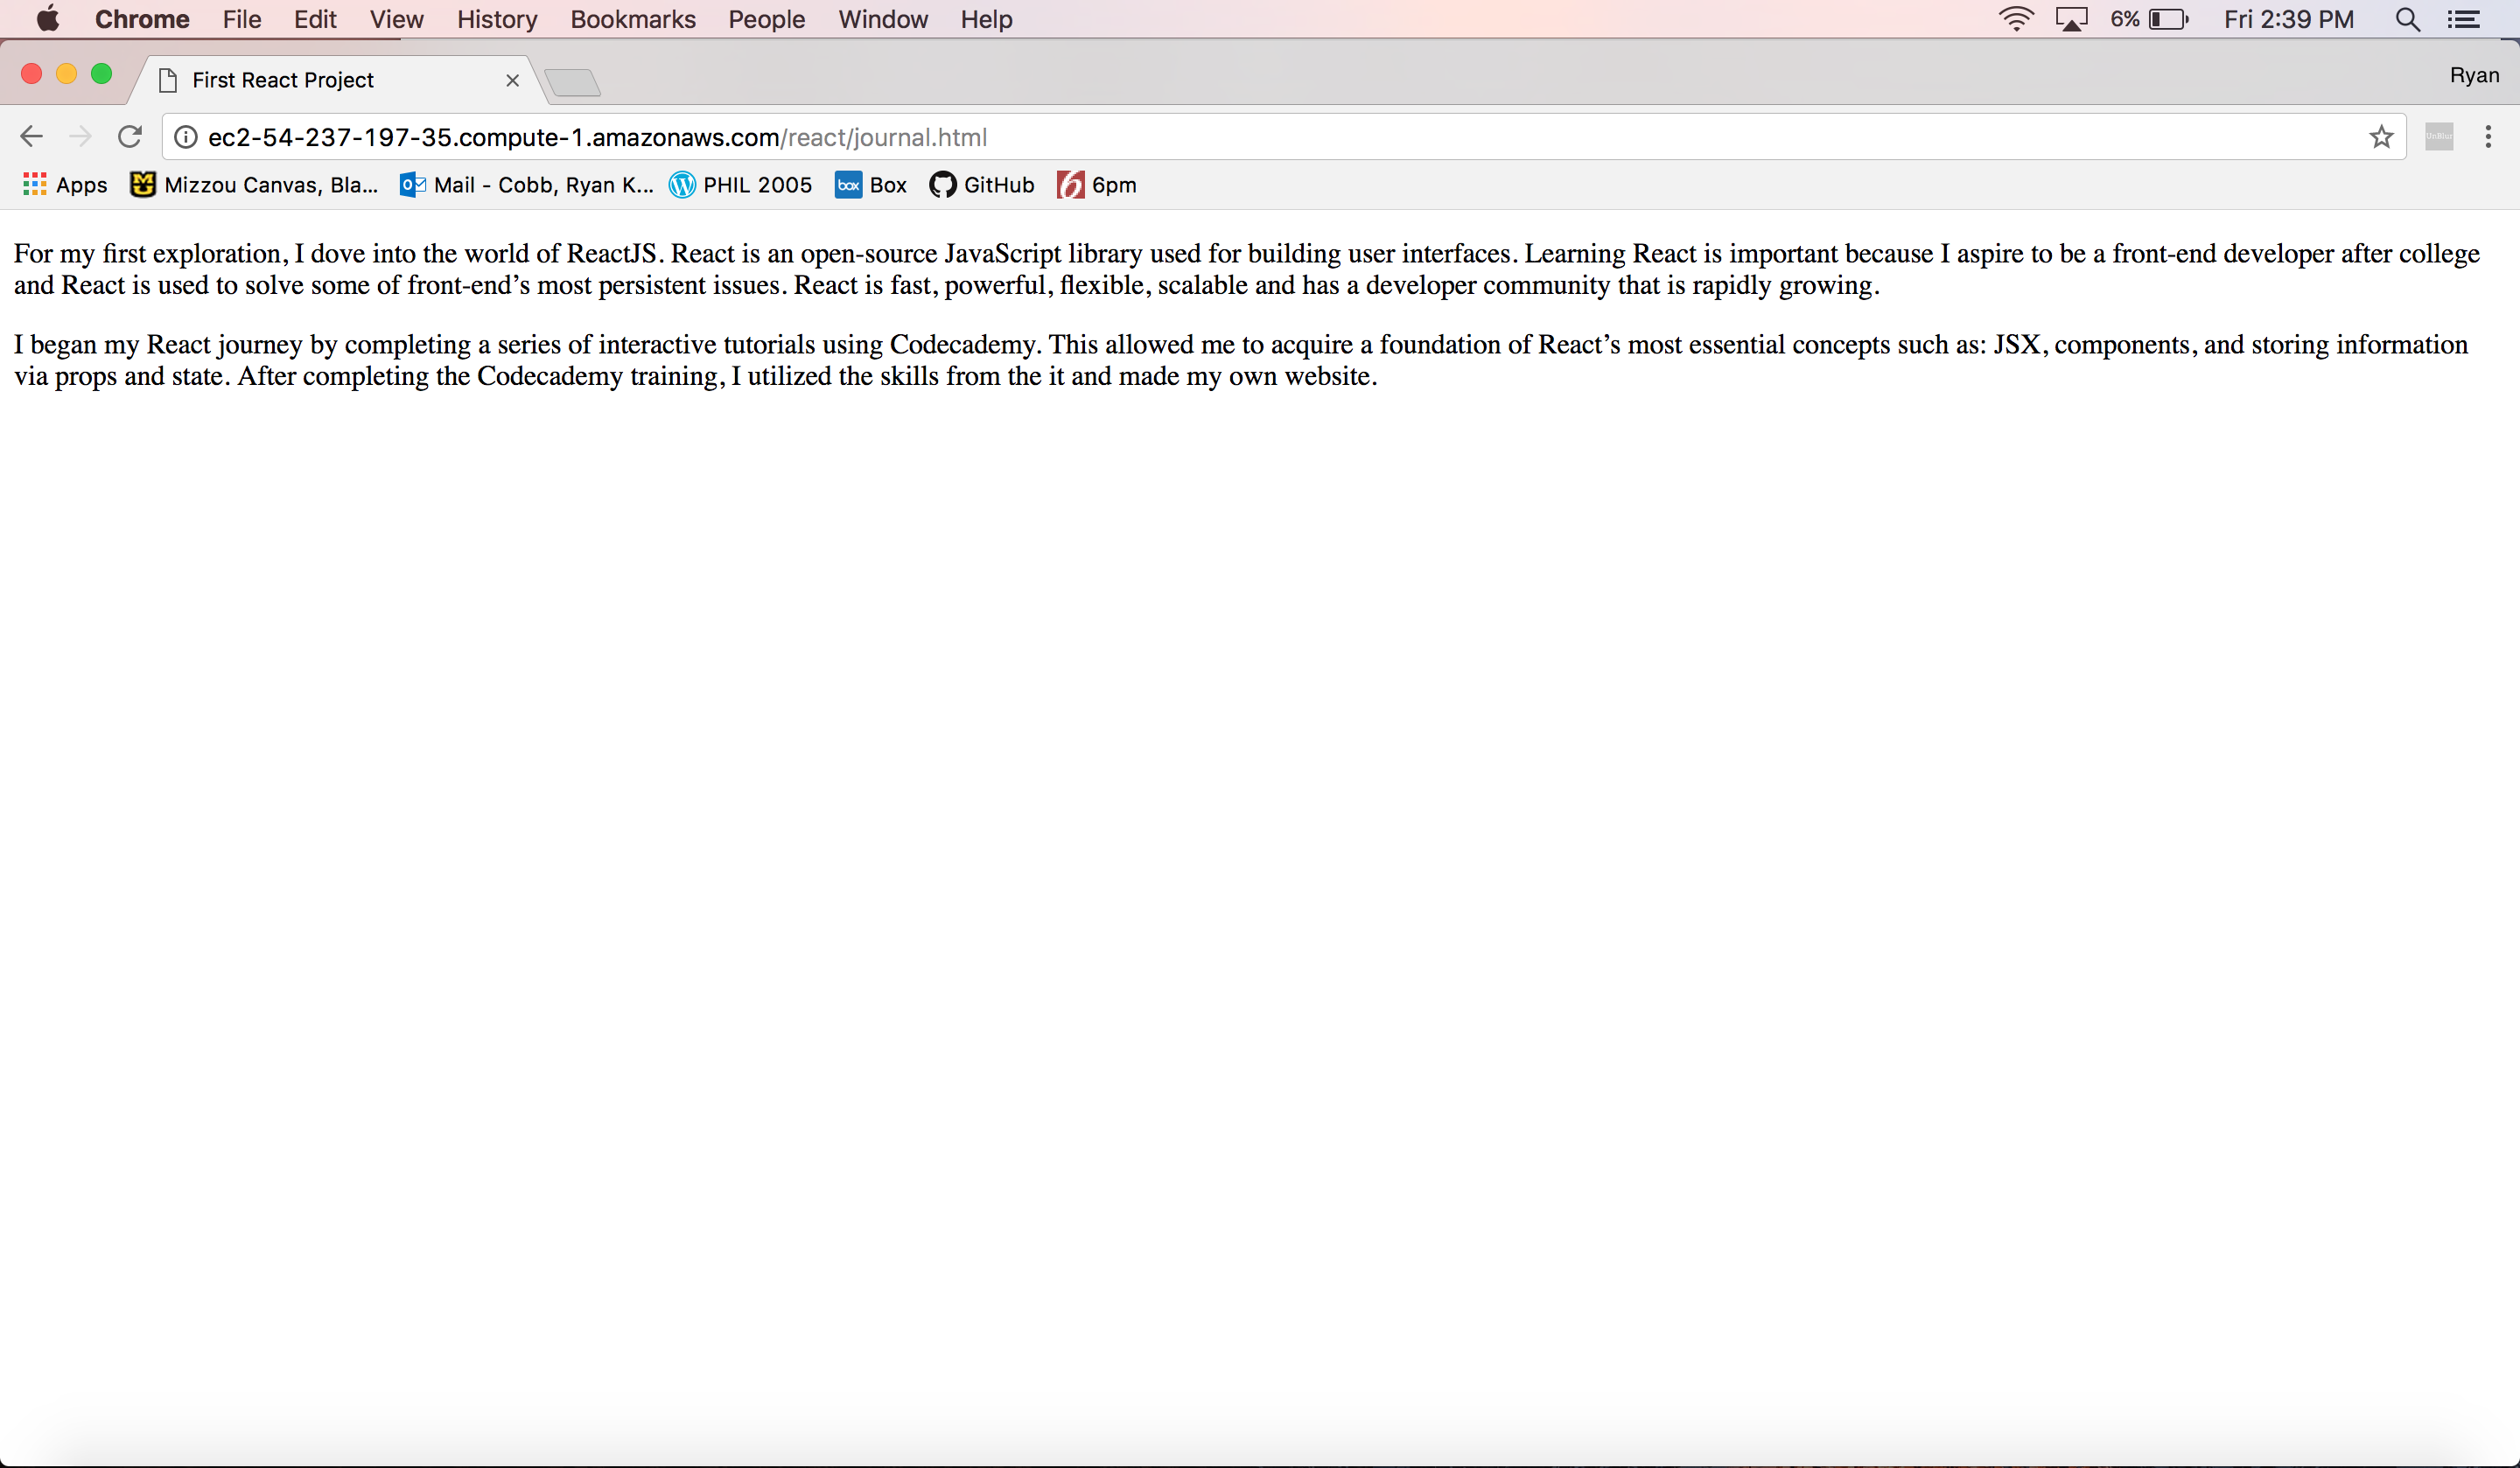 Chrome File Edit View History Bookmarks People Window Help 6% Fri 2:39 PM
First React Project Ryan
ec2-54-237-197-35.compute-1.amazonaws.com/react/journal.html UnBlur
Apps Mizzou Canvas, Bla... Mail - Cobb, Ryan K... PHIL 2005 box Box GitHub 6pm
For my first exploration, I dove into the world of ReactJS. React is an open-source JavaScript library used for building user interfaces. Learning React is important because I aspire to be a front-end developer after college
and React is used to solve some of front-end’s most persistent issues. React is fast, powerful, flexible, scalable and has a developer community that is rapidly growing.
I began my React journey by completing a series of interactive tutorials using Codecademy. This allowed me to acquire a foundation of React’s most essential concepts such as: JSX, components, and storing information
via props and state. After completing the Codecademy training, I utilized the skills from the it and made my own website.